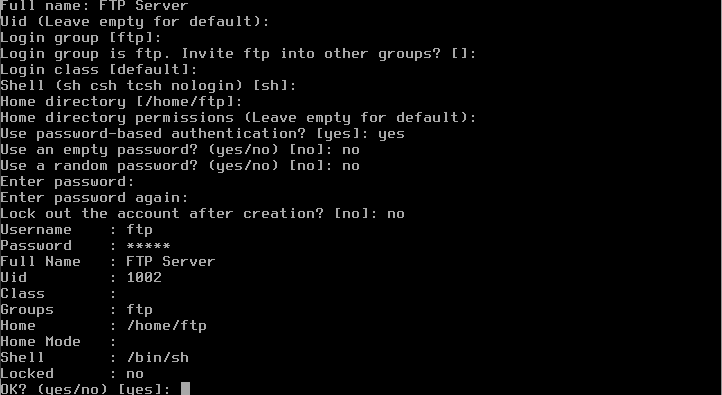 Full name: FTP Server
Uid (Leave empty for default):
Login group [ftp]:
Login group is ftp. Invite ftp into other groups? []:
Login class [default]:
Shell (sh csh tcsh nologin) [sh]:
Home directory [/home/ftp]:
Home directory permissions (Leave empty for default):
Use password-based authentication? [yes]: yes
Use an empty password? (yes/no) [no]: no
Use a random password? (yes/no) [no]: no
Enter password:
Enter password again:
Lock out the account after creation? [no]: no
Username : ftp
Password : *****
Full Name : FTP Server
Uid : 1002
Class :
Groups : ftp
Home : /home/ftp
Home Mode :
Shell : /bin/sh
Locked : no
OK? (yes/no) [yes]: